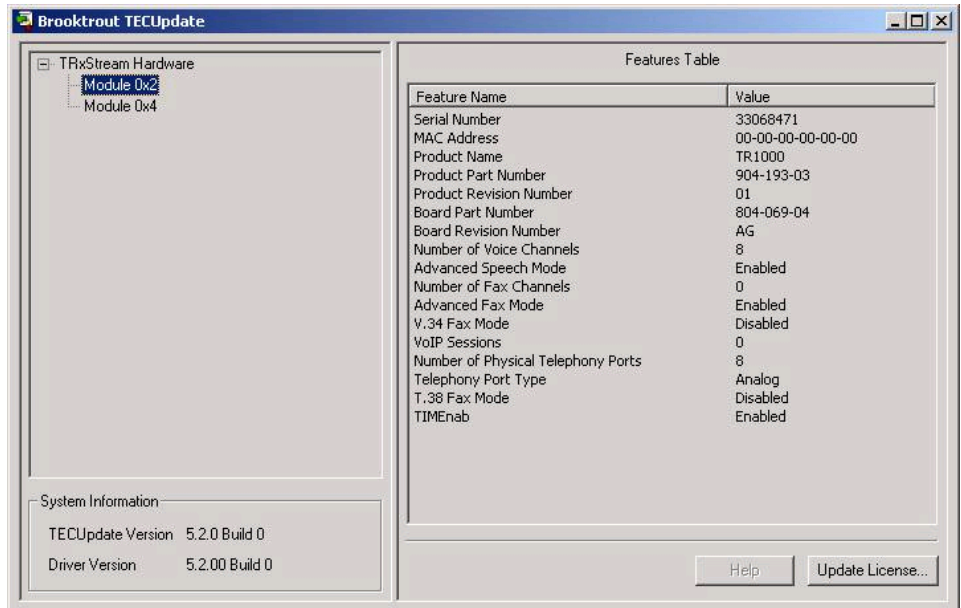 Brooktrout TECUpdate
TRxStream Hardware
Module 0x2
Module 0x4
System Information
TECUpdate Version 5.2.0 Build 0
Driver Version 5.2.00 Build 0
Features Table
Feature Name Value
Serial Number 33068471
MAC Address 00-00-00-00-00-00
Product Name TR1000
Product Part Number 904-193-03
Product Revision Number 01
Board Part Number 804-069-04
Board Revision Number AG
Number of Voice Channels 8
Advanced Speech Mode Enabled
Number of Fax Channels 0
Advanced Fax Mode Enabled
V.34 Fax Mode Disabled
VoIP Sessions 0
Number of Physical Telephony Ports 8
Telephony Port Type Analog
T.38 Fax Mode Disabled
TIMEnab Enabled
Help Update License...